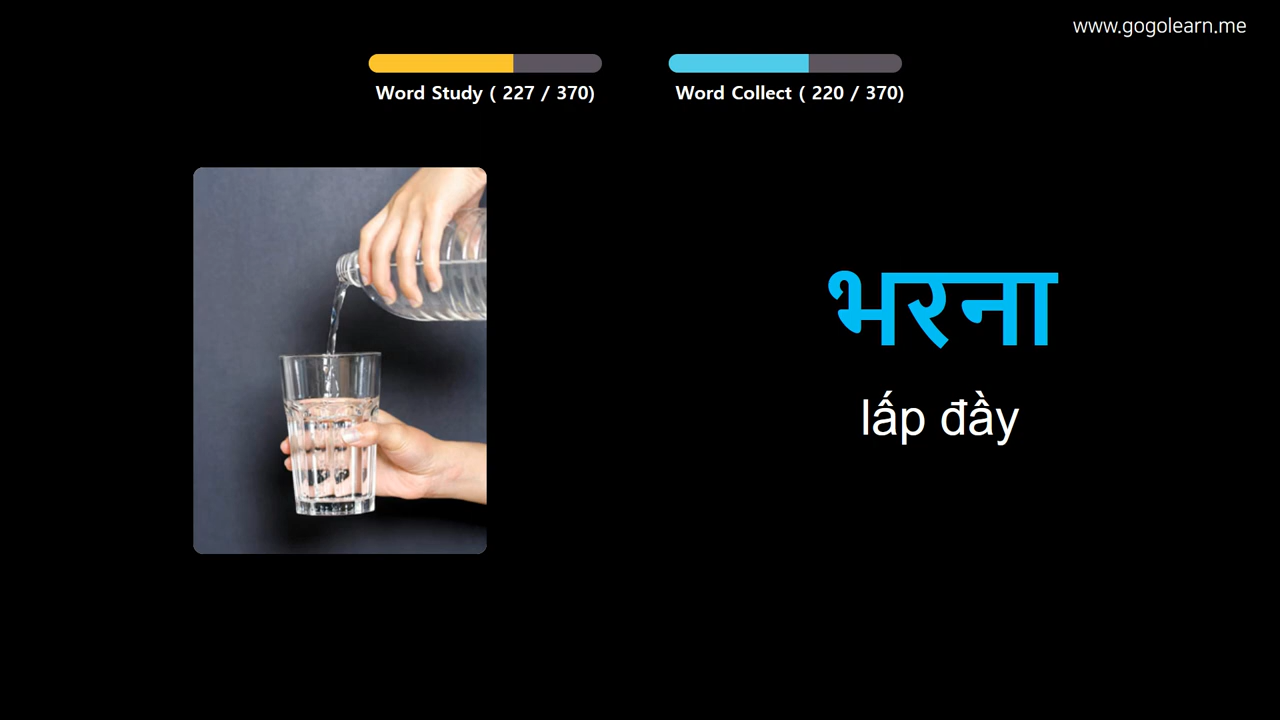 www.gogolearn.me
Word Study ( 227 / 370)
Word Collect ( 220 / 370)
भरना
lấp đầy